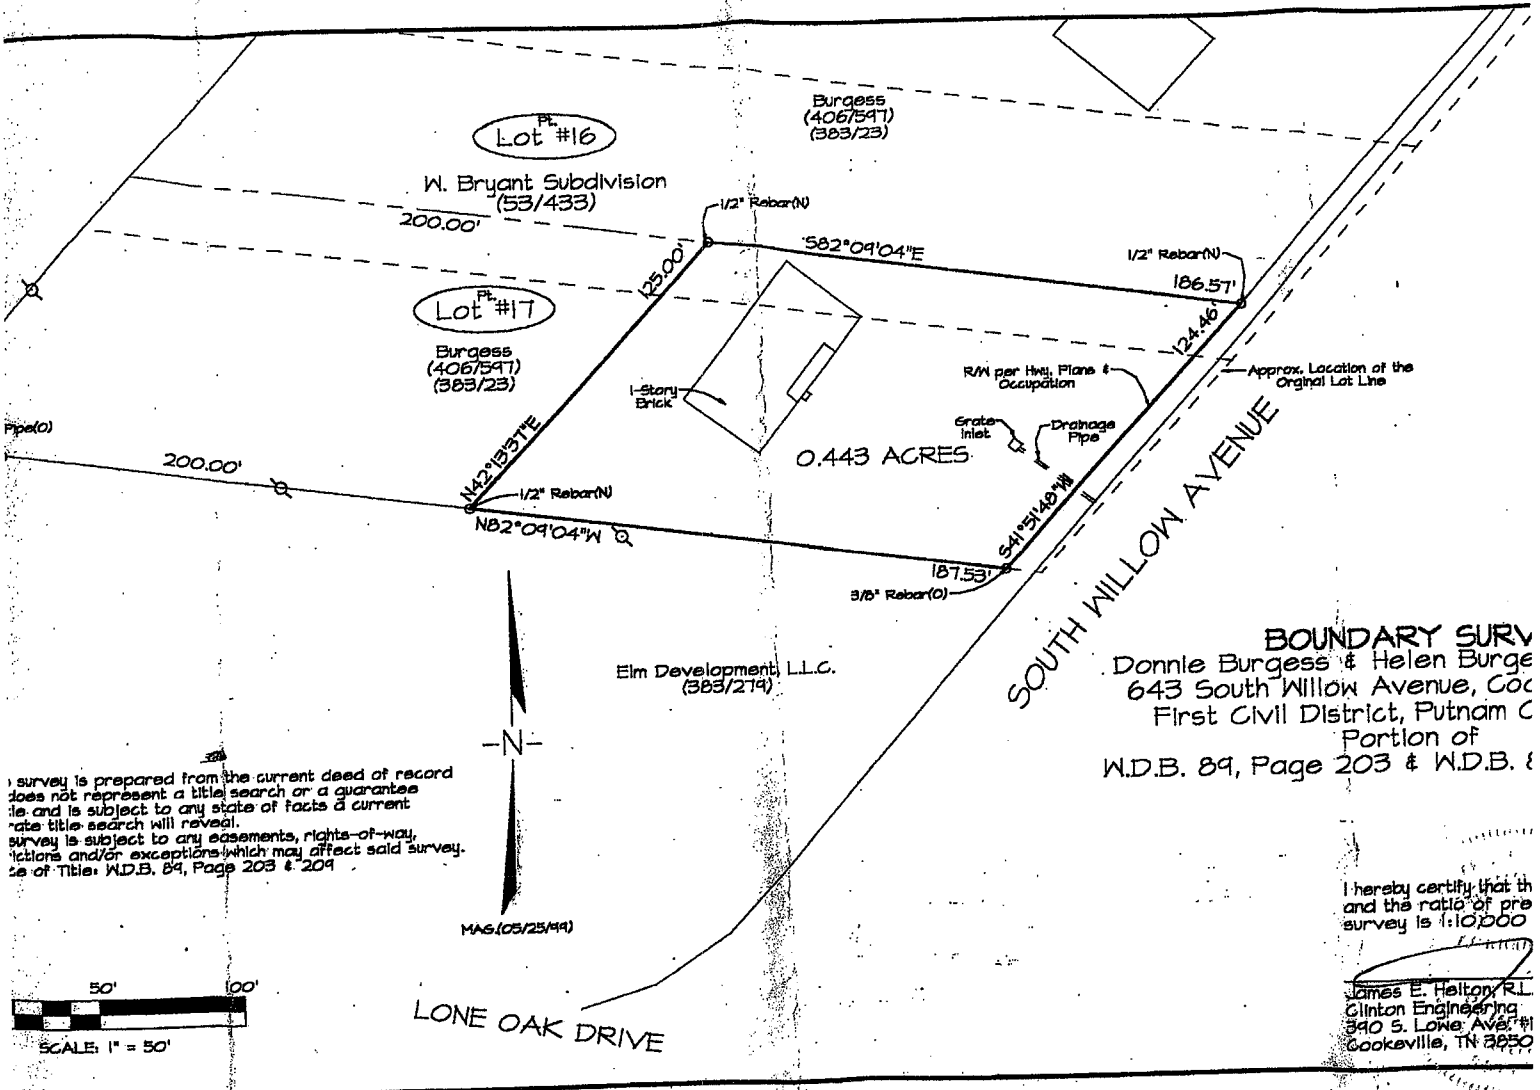 Burgess
(406/597)
(383/23)
Pt.
Lot #16
W. Bryant Subdivision
(53/433)
200.00'
1/2" Rebar(N)
S82°09'04"E
1/2" Rebar(N)
186.57'
125.00'
124.46'
Pt.
Lot #17
Burgess
(406/597)
(383/23)
R/W per Hwy. Plans &
Occupation
Approx. Location of the
Orginal Lot Line
1-Story
Brick
Grate
Inlet
Drainage
Pipe
Pipe(O)
200.00'
0.443 ACRES
N42°13'37"E
1/2" Rebar(N)
N82°09'04"W
S41°51'48"W
187.53'
3/8" Rebar(O)
SOUTH WILLOW AVENUE
Elm Development, L.L.C.
(383/279)
BOUNDARY SURV
Donnie Burgess & Helen Burge
643 South Willow Avenue, Coo
First Civil District, Putnam C
Portion of
W.D.B. 89, Page 203 & W.D.B. 8
-N-
survey is prepared from the current deed of record
does not represent a title search or a guarantee
le and is subject to any state of facts a current
rate title search will reveal.
survey is subject to any easements, rights-of-way,
ictions and/or exceptions which may affect said survey.
ce of Title: W.D.B. 89, Page 203 & 209
MAG.(05/25/99)
I hereby certify that th
and the ratio of pre
survey is 1:10,000
50' 100'
SCALE: 1" = 50'
LONE OAK DRIVE
James E. Helton, R.L.
Clinton Engineering
390 S. Lowe Ave. #1
Cookeville, TN 3850